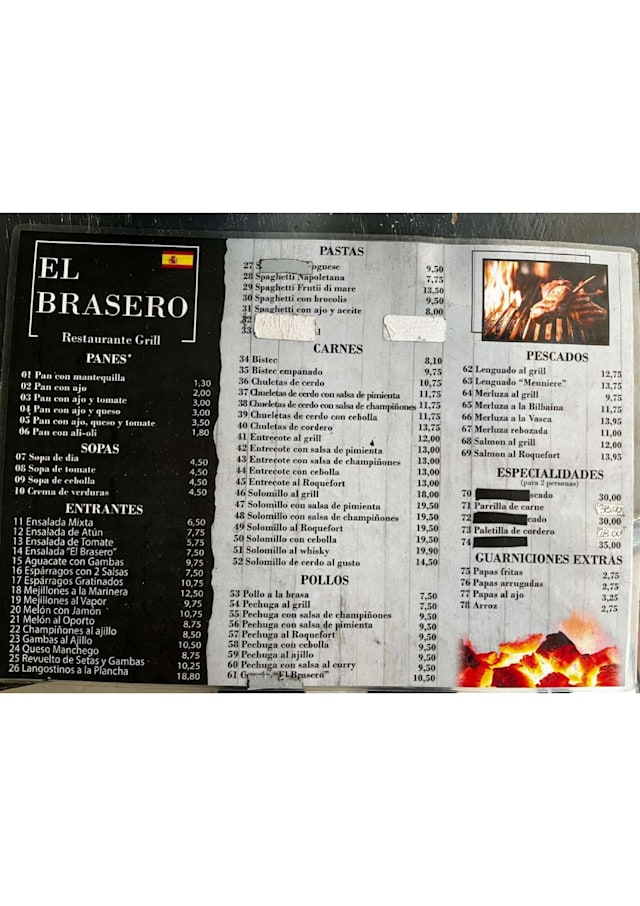 EL
BRASERO
Restaurante Grill
PANES*
01 Pan con mantequilla 1,30
02 Pan con ajo 2,00
03 Pan con ajo y tomate 3,00
04 Pan con ajo y queso 3,00
05 Pan con ajo, queso y tomate 3,50
06 Pan con ali-oli 1,80
SOPAS
07 Sopa de dia 4,50
08 Sopa de tomate 4,50
09 Sopa de cebolla 4,50
10 Crema de verduras 4,50
ENTRANTES
11 Ensalada Mixta 6,50
12 Ensalada de Atún 7,75
13 Ensalada de Tomate 5,75
14 Ensalada "El Brasero" 7,50
15 Aguacate con Gambas 9,75
16 Espárragos con 2 Salsas 7,50
17 Espárragos Gratinados 10,75
18 Mejillones a la Marinera 12,50
19 Mejillones al Vapor 9,75
20 Melón con Jamón 10,75
21 Melón al Oporto 8,75
22 Champiñones al ajillo 8,50
23 Gambas al Ajillo 10,50
24 Queso Manchego 8,75
25 Revuelto de Setas y Gambas 10,25
26 Langostinos a la Plancha 18,80
PASTAS
27 S ognese 9,50
28 Spaghetti Napoletana 7,75
29 Spaghetti Frutii di mare 13,50
30 Spaghetti con brocolis 9,50
31 Spaghetti con ajo y aceite 8,00
32
33
CARNES
34 Bistec 8,10
35 Bistec empanado 9,75
36 Chuletas de cerdo 10,75
37 Chueletas de cerdo con salsa de pimienta 11,75
38 Chueletas de cerdo con salsa de champiñones 11,75
39 Chueletas de cerdo con cebolla 11,75
40 Chuletas de cordero 13,75
41 Entrecote al grill 12,00
42 Entrecote con salsa de pimienta 13,00
43 Entrecote con salsa de champiñones 13,00
44 Entrecote con cebolla 13,00
45 Entrecote al Roquefort 13,00
46 Solomillo al grill 18,00
47 Solomillo con salsa de pimienta 19,50
48 Solomillo con salsa de champiñones 19,50
49 Solomillo al Roquefort 19,50
50 Solomillo con cebolla 19,50
51 Solomillo al whisky 19,90
52 Solomillo de cerdo al gusto 14,50
POLLOS
53 Pollo a la brasa 7,50
54 Pechuga al grill 7,50
55 Pechuga con salsa de champiñones 9,50
56 Pechuga con salsa de pimienta 9,50
57 Pechuga al Roquefort 9,50
58 Pechuga con cebolla 9,50
59 Pechuga al ajillo 9,50
60 Pechuga con salsa al curry 9,50
61 "El Brasero" 10,50
PESCADOS
62 Lenguado al grill 12,75
63 Lenguado "Meuniere" 13,75
64 Merluza al grill 9,75
65 Merluza a la Bilbaina 11,75
66 Merluza a la Vasca 13,95
67 Merluza rebozada 11,00
68 Salmon al grill 12,00
69 Salmon al Roquefort 13,95
ESPECIALIDADES
(para 2 personas)
70 scado 30,00
71 Parrilla de carne
72 cado 30,00
73 Paletilla de cordero
74 35,00
GUARNICIONES EXTRAS
75 Papas fritas 2,75
76 Papas arrugadas 2,75
77 Papas al ajo 3,25
78 Arroz 2,75